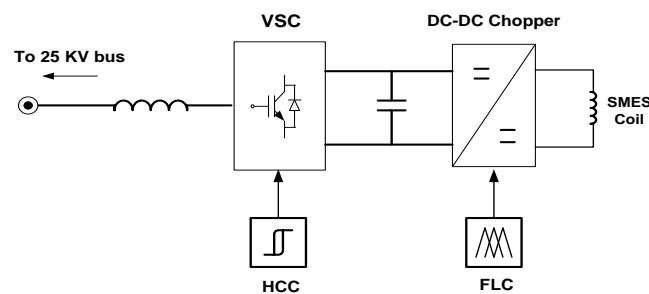 VSC
DC-DC Chopper
To 25 KV bus
SMES
Coil
HCC
FLC